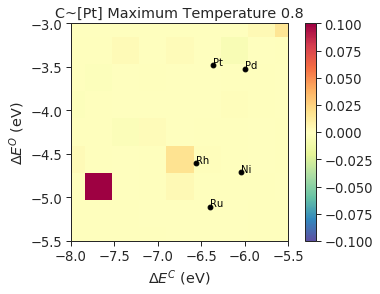 C~[Pt] Maximum Temperature 0.8
−3.0
−3.5
−4.0
−4.5
−5.0
−5.5
ΔE^O (eV)
Pt
Pd
Rh
Ni
Ru
−8.0 −7.5 −7.0 −6.5 −6.0 −5.5
ΔE^C (eV)
0.100
0.075
0.050
0.025
0.000
−0.025
−0.050
−0.075
−0.100